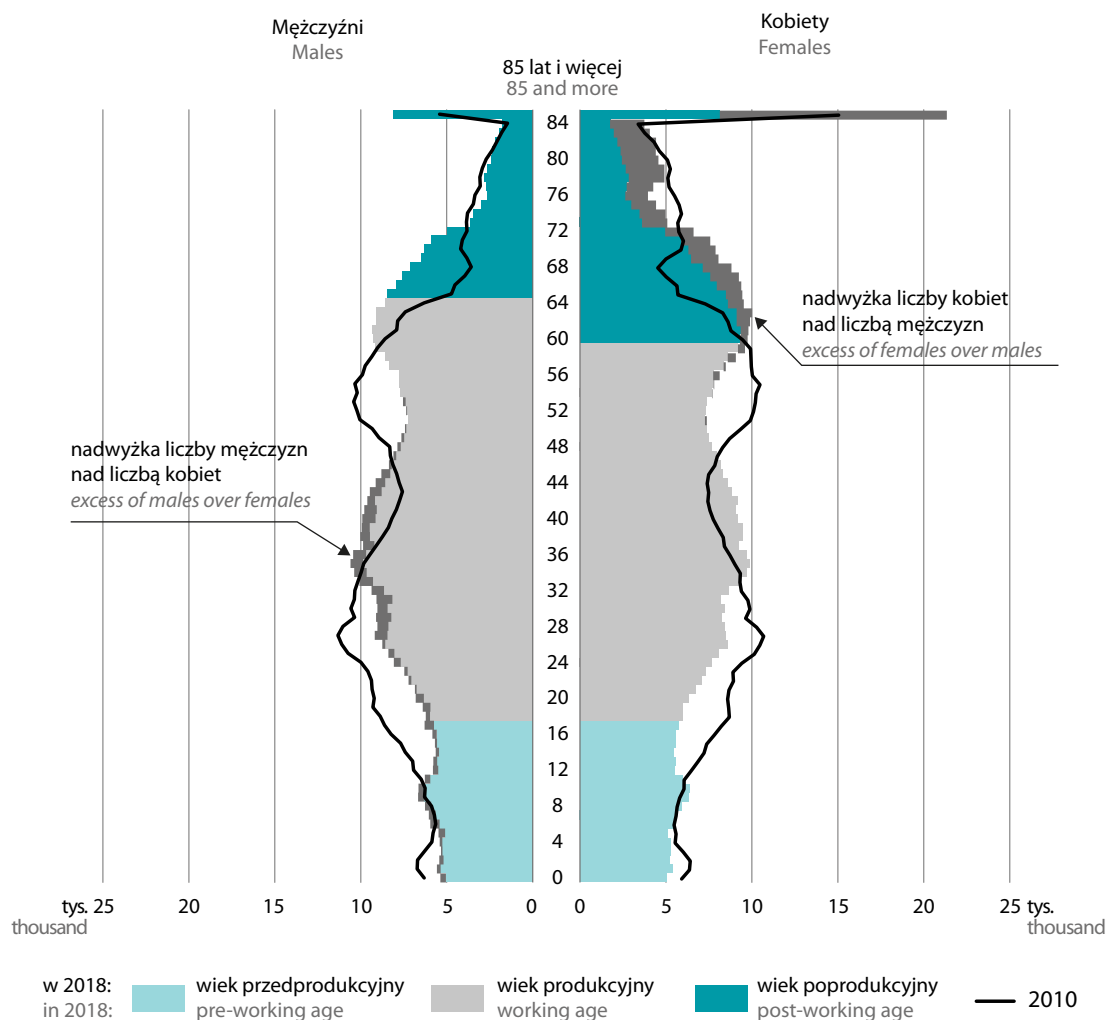 Mężczyźni
Males
Kobiety
Females
85 lat i więcej
85 and more
84
80
76
72
68
64
60
56
52
48
44
40
36
32
28
24
20
16
12
8
4
0
nadwyżka liczby kobiet
nad liczbą mężczyzn
excess of females over males
nadwyżka liczby mężczyzn
nad liczbą kobiet
excess of males over females
tys. 25 20 15 10 5 0 0 5 10 15 20 25 tys.
thousand thousand
w 2018: wiek przedprodukcyjny wiek produkcyjny wiek poprodukcyjny 2010
in 2018: pre-working age working age post-working age